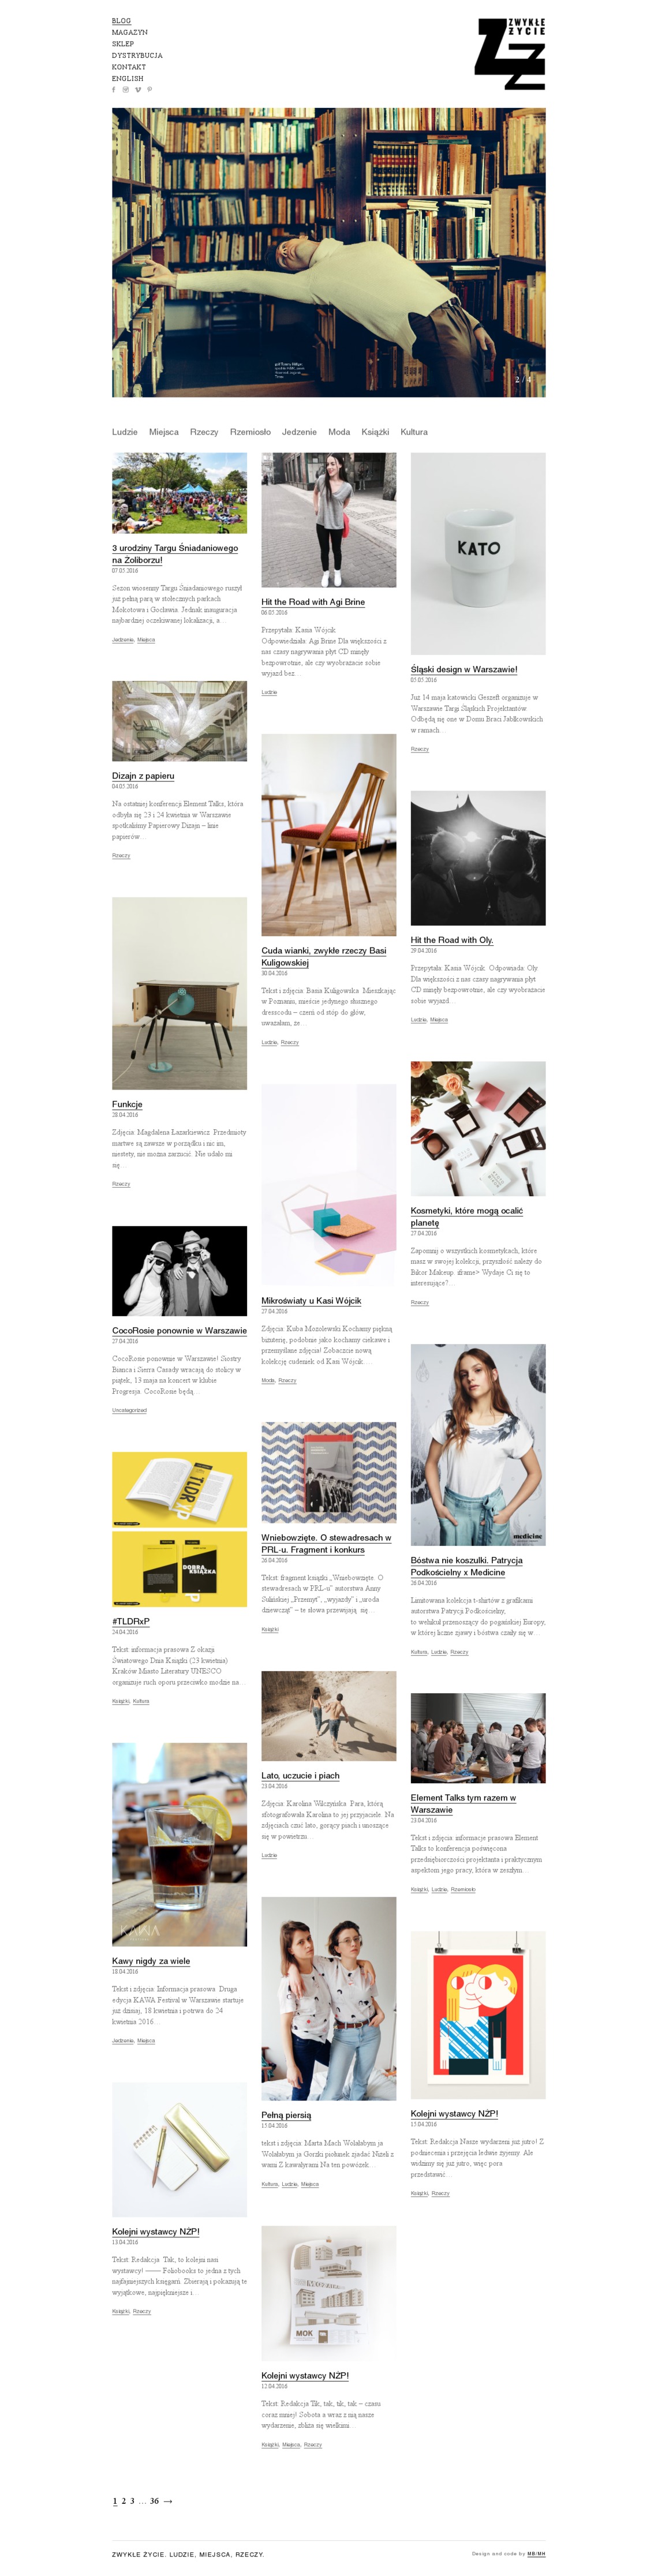 BLOG
MAGAZYN
SKLEP
DYSTRYBUCJA
KONTAKT
ENGLISH
ZWYKŁE
ŻYCIE
2 / 4
Ludzie Miejsca Rzeczy Rzemiosło Jedzenie Moda Książki Kultura
3 urodziny Targu Śniadaniowego
na Żoliborzu!
07.05.2016
Sezon wiosenny Targu Śniadaniowego ruszył
już pełną parą w stołecznych parkach
Mokotowa i Gocławia. Jednak inauguracja
najbardziej oczekiwanej lokalizacji, a…
Jedzenie, Miejsca
Dizajn z papieru
04.05.2016
Na ostatniej konferencji Element Talks, która
odbyła się 23 i 24 kwietnia w Warszawie
spotkaliśmy Papierowy Dizajn – linie
papierów…
Rzeczy
Funkcje
28.04.2016
Zdjęcia: Magdalena Łazarkiewicz Przedmioty
martwe są zawsze w porządku i nic im,
niestety, nie można zarzucić. Nie udało mi
się…
Rzeczy
CocoRosie ponownie w Warszawie
27.04.2016
CocoRosie ponownie w Warszawie! Siostry
Bianca i Sierra Casady wracają do stolicy w
piątek, 13 maja na koncert w klubie
Progresja. CocoRosie będą…
Uncategorized
TLDR
DOBRA
KSIĄŻKA
#TLDRxP
24.04.2016
Tekst: informacja prasowa Z okazji
Światowego Dnia Książki (23 kwietnia)
Kraków Miasto Literatury UNESCO
organizuje ruch oporu przeciwko modzie na…
Książki, Kultura
KAWA
Kawy nigdy za wiele
18.04.2016
Tekst i zdjęcia: Informacja prasowa Druga
edycja KAWA Festival w Warszawie startuje
już dzisiaj, 18 kwietnia i potrwa do 24
kwietnia 2016…
Jedzenie, Miejsca
Kolejni wystawcy NŻP!
13.04.2016
Tekst: Redakcja Tak, to kolejni nasi
wystawcy! —— Foliobooks to jedna z tych
najfajniejszych księgarń. Zbierają i pokazują te
wyjątkowe, najpiękniejsze i…
Książki, Rzeczy
Hit the Road with Agi Brine
06.05.2016
Przepytała: Kasia Wójcik
Odpowiedziała: Agi Brine Dla większości z
nas czasy nagrywania płyt CD minęły
bezpowrotnie, ale czy wyobrażacie sobie
wyjazd bez…
Ludzie
Cuda wianki, zwykłe rzeczy Basi
Kuligowskiej
30.04.2016
Tekst i zdjęcia: Basia Kuligowska Mieszkając
w Poznaniu, mieście jedynego słusznego
dresscodu – czerń od stóp do głów,
uważałam, że…
Ludzie, Rzeczy
Mikroświaty u Kasi Wójcik
27.04.2016
Zdjęcia: Kuba Mozolewski Kochamy piękną
biżuterię, podobnie jako kochamy ciekawe i
przemyślane zdjęcia! Zobaczcie nową
kolekcję cudeniek od Kasi Wójcik…
Moda, Rzeczy
Wniebowzięte. O stewadresach w
PRL-u. Fragment i konkurs
26.04.2016
Tekst: fragment książki „Wniebowzięte. O
stewadresach w PRL-u” autorstwa Anny
Sulińskiej „Przemyt”, „wyjazdy” i „uroda
dziewcząt” – te słowa przewijają się…
Książki
Lato, uczucie i piach
23.04.2016
Zdjęcia: Karolina Wilczyńska Para, którą
sfotografowała Karolina to jej przyjaciele. Na
zdjęciach czuć lato, gorący piach i unoszące
się w powietrzu…
Ludzie
Pełną piersią
15.04.2016
tekst i zdjęcia: Marta Mach Wolałabym ja
Wolałabym ja Gorzki piołunek zjadać Niżeli z
wami Z kawalyrami Na ten powózek…
Kultura, Ludzie, Miejsca
MOK
Kolejni wystawcy NŻP!
12.04.2016
Tekst: Redakcja Tik, tak, tik, tak – czasu
coraz mniej! Sobota a wraz z nią nasze
wydarzenie, zbliża się wielkimi…
Książki, Miejsca, Rzeczy
KATO
Śląski design w Warszawie!
05.05.2016
Już 14 maja katowicki Geszeft organizuje w
Warszawie Targi Śląskich Projektantów.
Odbędą się one w Domu Braci Jabłkowskich
w ramach…
Rzeczy
Hit the Road with Oly.
29.04.2016
Przepytała: Kasia Wójcik Odpowiada: Oly.
Dla większości z nas czasy nagrywania płyt
CD minęły bezpowrotnie, ale czy wyobrażacie
sobie wyjazd…
Ludzie, Miejsca
Kosmetyki, które mogą ocalić
planetę
27.04.2016
Zapomnij o wszystkich kosmetykach, które
masz w swojej kolekcji, przyszłość należy do
Bikor Makeup. iframe> Wydaje Ci się to
interesujące?…
Rzeczy
medicine
Bóstwa nie koszulki. Patrycja
Podkościelny x Medicine
26.04.2016
Limitowana kolekcja t-shirtów z grafikami
autorstwa Patrycji Podkościelny,
to wehikuł przenoszący do pogańskiej Europy,
w której liczne zjawy i bóstwa czaiły się w…
Kultura, Ludzie, Rzeczy
Element Talks tym razem w
Warszawie
23.04.2016
Tekst i zdjęcia: informacje prasowa Element
Talks to konferencja poświęcona
przedsiębiorczości projektanta i praktycznym
aspektom jego pracy, która w zeszłym…
Książki, Ludzie, Rzemiosło
Kolejni wystawcy NŻP!
15.04.2016
Tekst: Redakcja Nasze wydarzeni już jutro! Z
podniecenia i przejęcia ledwie żyjemy. Ale
widzimy się już jutro, więc pora
przedstawić…
Książki, Rzeczy
1 2 3 … 36 →
ZWYKŁE ŻYCIE. LUDZIE, MIEJSCA, RZECZY.
Design and code by MB/MH